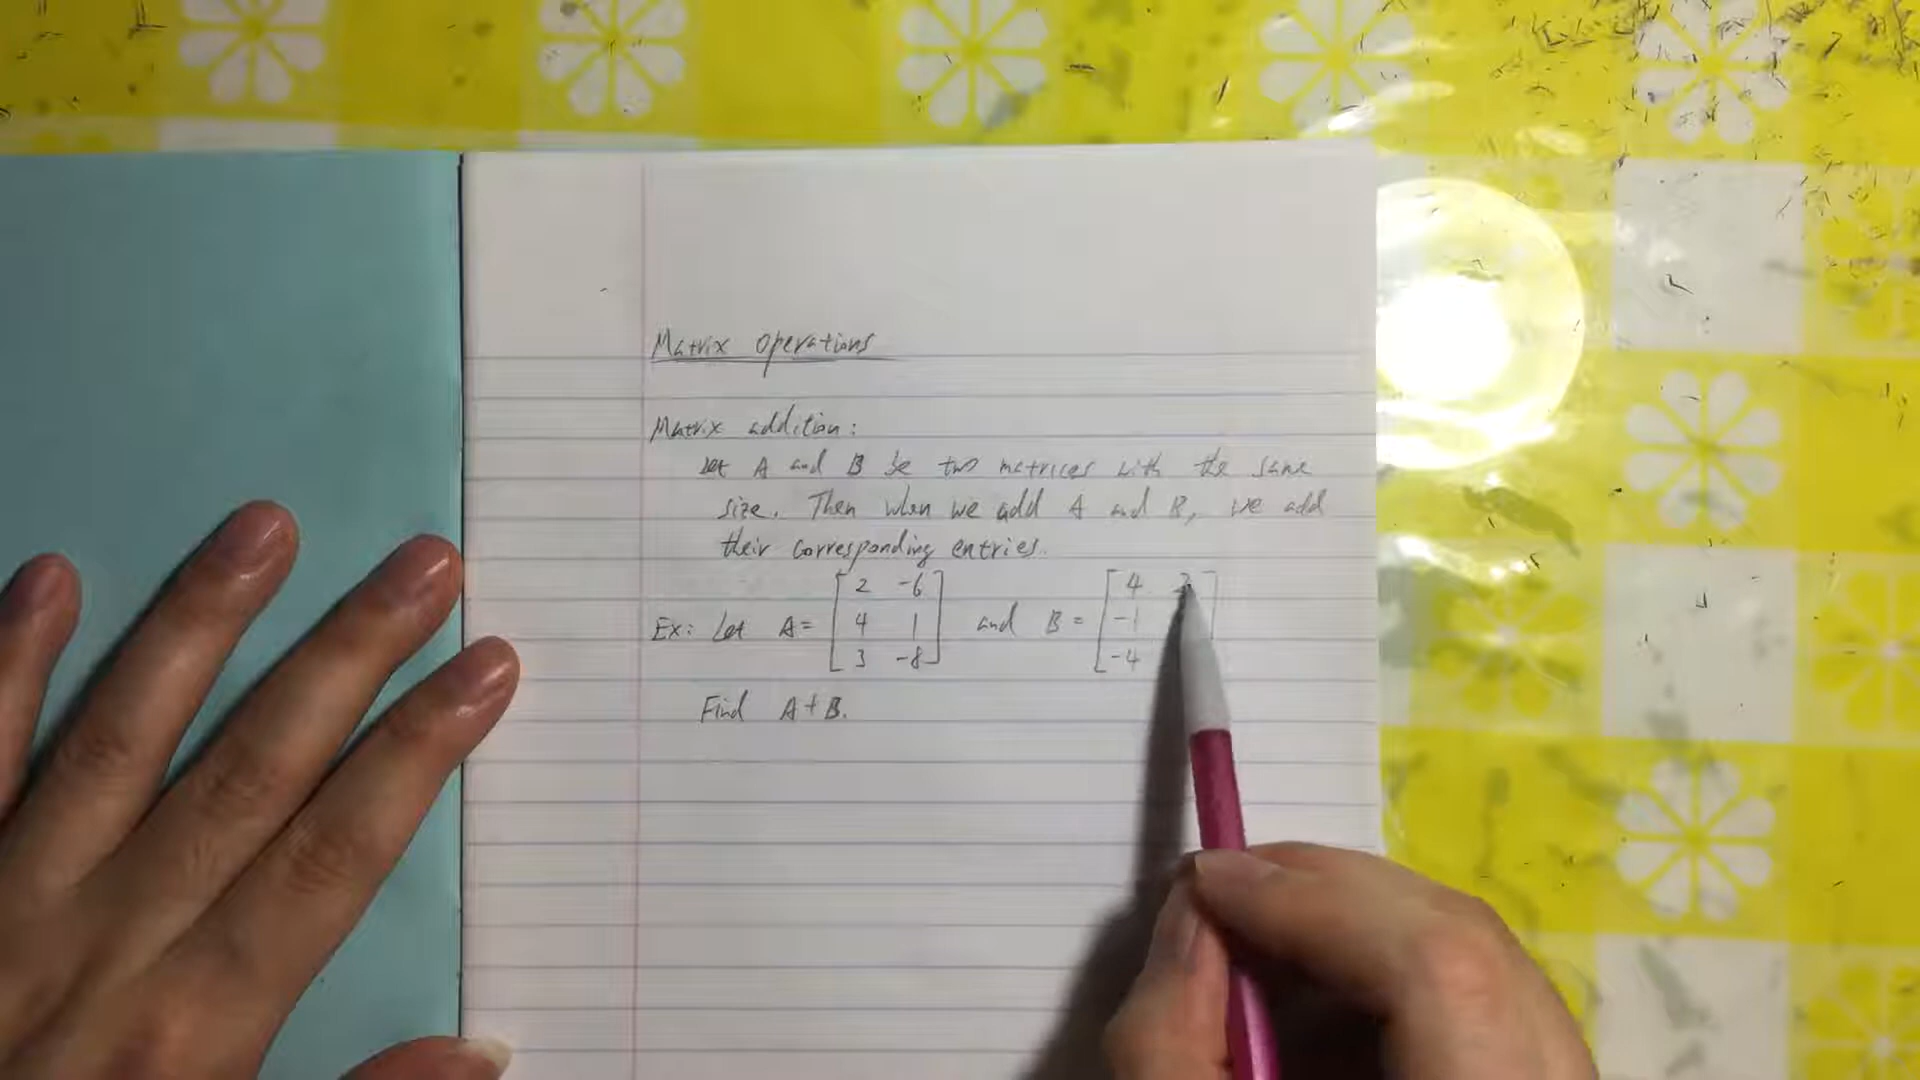 Matrix operations
Matrix addition:
Let A and B be two matrices with the same
size. Then when we add A and B, we add
their corresponding entries.
Ex: Let A = [2 -6; 4 1; 3 -8] and B = [4; -1; -4]
Find A + B.